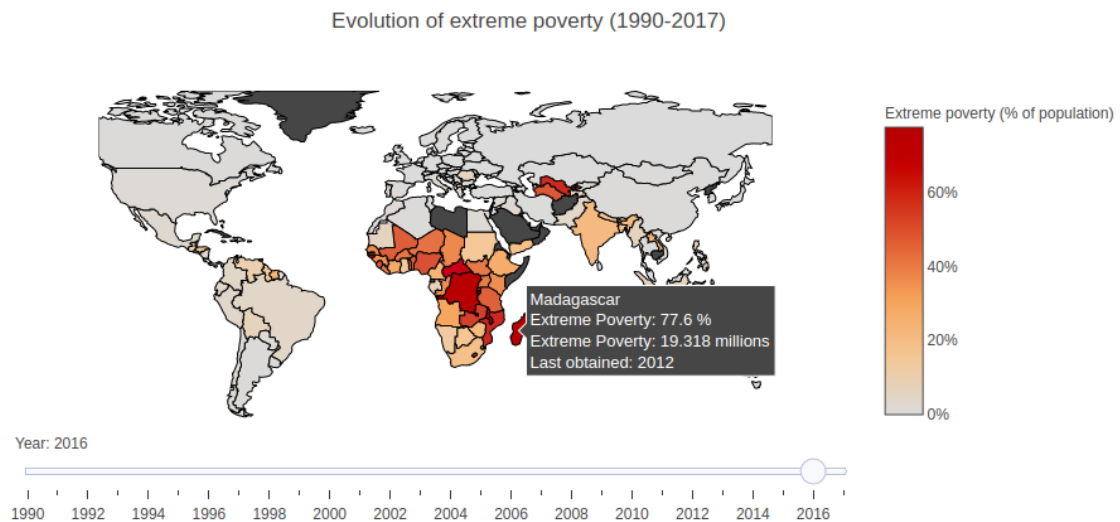 Evolution of extreme poverty (1990-2017)
Extreme poverty (% of population)
60%
40%
20%
0%
Madagascar
Extreme Poverty: 77.6 %
Extreme Poverty: 19.318 millions
Last obtained: 2012
Year: 2016
1990 1992 1994 1996 1998 2000 2002 2004 2006 2008 2010 2012 2014 2016